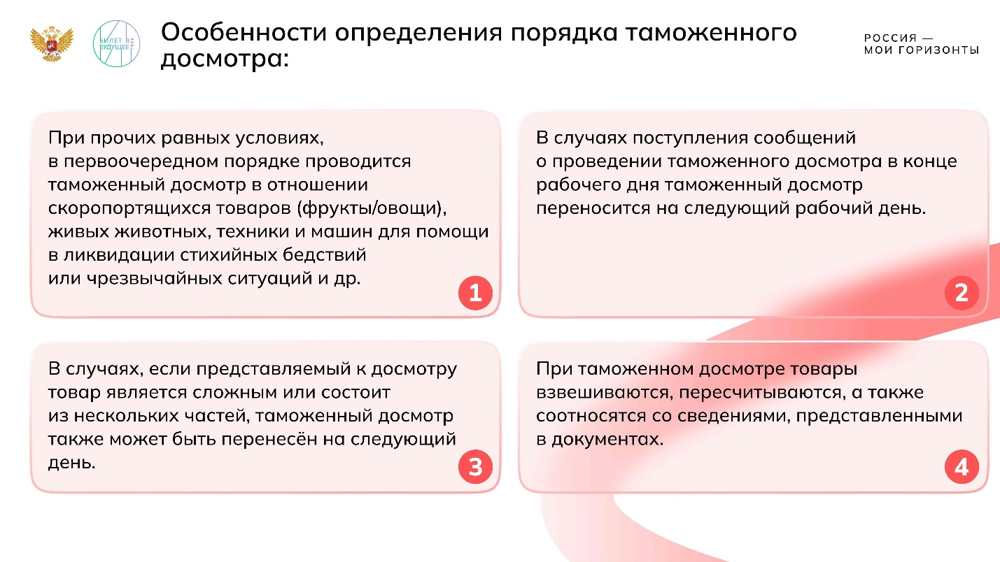 БИЛЕТ В
БУДУЩЕЕ
ТВОЕ
Особенности определения порядка таможенного
досмотра:
РОССИЯ —
МОИ ГОРИЗОНТЫ
При прочих равных условиях,
в первоочередном порядке проводится
таможенный досмотр в отношении
скоропортящихся товаров (фрукты/овощи),
живых животных, техники и машин для помощи
в ликвидации стихийных бедствий
или чрезвычайных ситуаций и др.
1
В случаях поступления сообщений
о проведении таможенного досмотра в конце
рабочего дня таможенный досмотр
переносится на следующий рабочий день.
2
В случаях, если представляемый к досмотру
товар является сложным или состоит
из нескольких частей, таможенный досмотр
также может быть перенесён на следующий
день.
3
При таможенном досмотре товары
взвешиваются, пересчитываются, а также
соотносятся со сведениями, представленными
в документах.
4